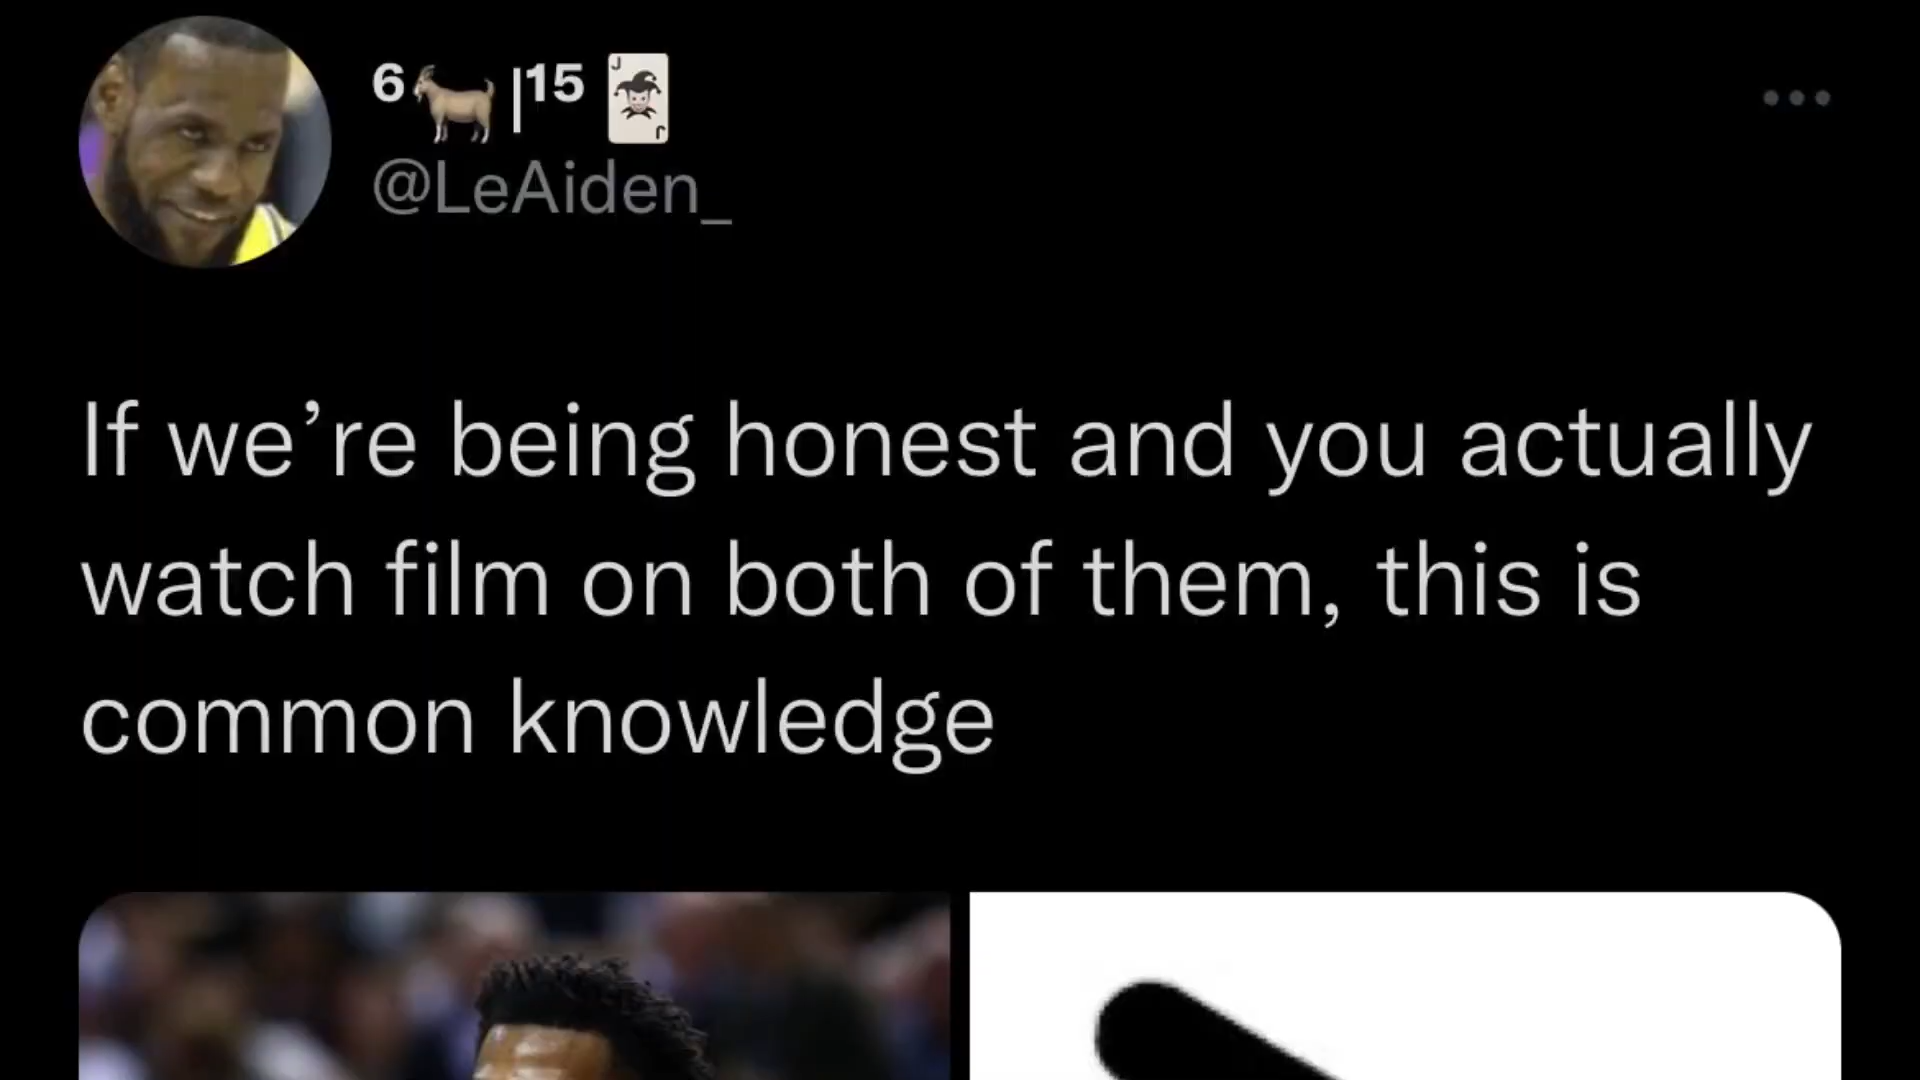 6🐐|15 🃏
@LeAiden_
If we’re being honest and you actually
watch film on both of them, this is
common knowledge